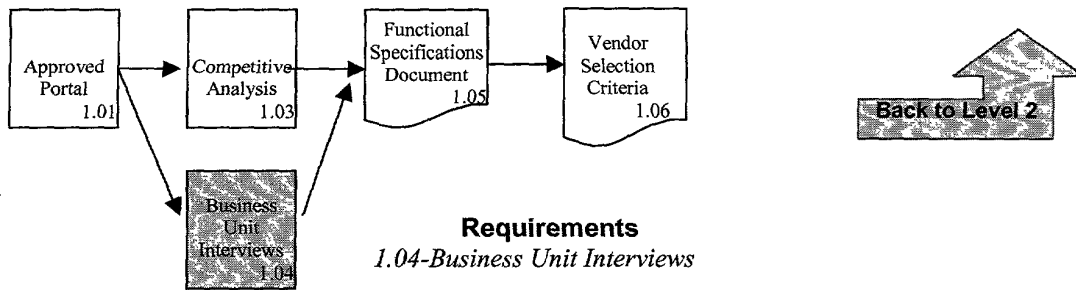 Approved
Portal
1.01
Competitive
Analysis
1.03
Functional
Specifications
Document
1.05
Vendor
Selection
Criteria
1.06
Back to Level 2
Business
Unit
Interviews
1.04
Requirements
1.04-Business Unit Interviews